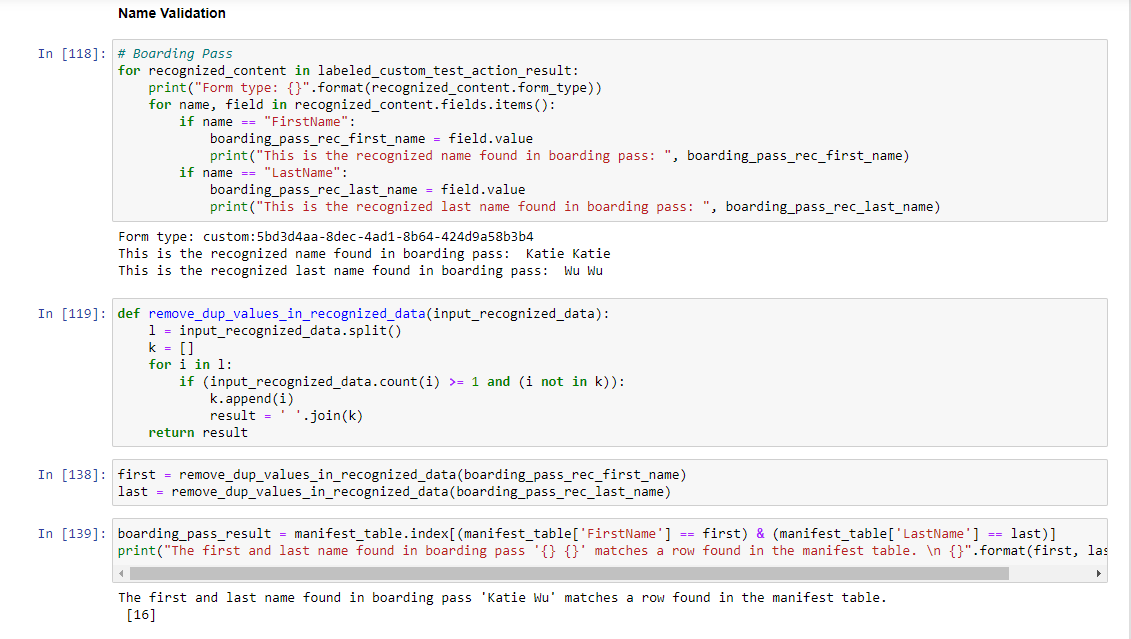 Name Validation
In [118]: # Boarding Pass
for recognized_content in labeled_custom_test_action_result:
    print("Form type: {}".format(recognized_content.form_type))
    for name, field in recognized_content.fields.items():
        if name == "FirstName":
            boarding_pass_rec_first_name = field.value
            print("This is the recognized name found in boarding pass: ", boarding_pass_rec_first_name)
        if name == "LastName":
            boarding_pass_rec_last_name = field.value
            print("This is the recognized last name found in boarding pass: ", boarding_pass_rec_last_name)
Form type: custom:5bd3d4aa-8dec-4ad1-8b64-424d9a58b3b4
This is the recognized name found in boarding pass:  Katie Katie
This is the recognized last name found in boarding pass:  Wu Wu
In [119]: def remove_dup_values_in_recognized_data(input_recognized_data):
    l = input_recognized_data.split()
    k = []
    for i in l:
        if (input_recognized_data.count(i) >= 1 and (i not in k)):
            k.append(i)
            result = ' '.join(k)
    return result
In [138]: first = remove_dup_values_in_recognized_data(boarding_pass_rec_first_name)
last = remove_dup_values_in_recognized_data(boarding_pass_rec_last_name)
In [139]: boarding_pass_result = manifest_table.index[(manifest_table['FirstName'] == first) & (manifest_table['LastName'] == last)]
print("The first and last name found in boarding pass '{} {}' matches a row found in the manifest table. \n {}".format(first, las
The first and last name found in boarding pass 'Katie Wu' matches a row found in the manifest table.
 [16]